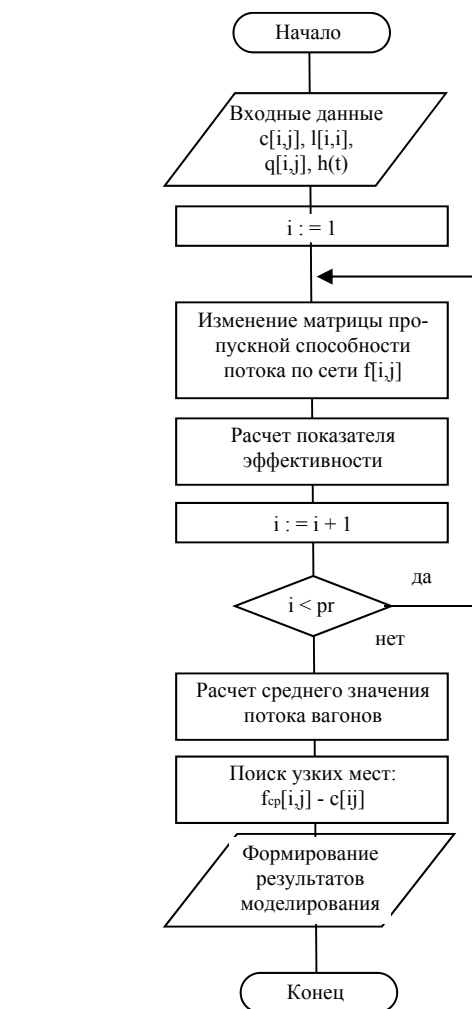 Начало
Входные данные
c[i,j], l[i,i],
q[i,j], h(t)
i : = 1
Изменение матрицы про-
пускной способности
потока по сети f[i,j]
Расчет показателя
эффективности
i : = i + 1
да
i < pr
нет
Расчет среднего значения
потока вагонов
Поиск узких мест:
fср[i,j] - c[ij]
Формирование
результатов
моделирования
Конец